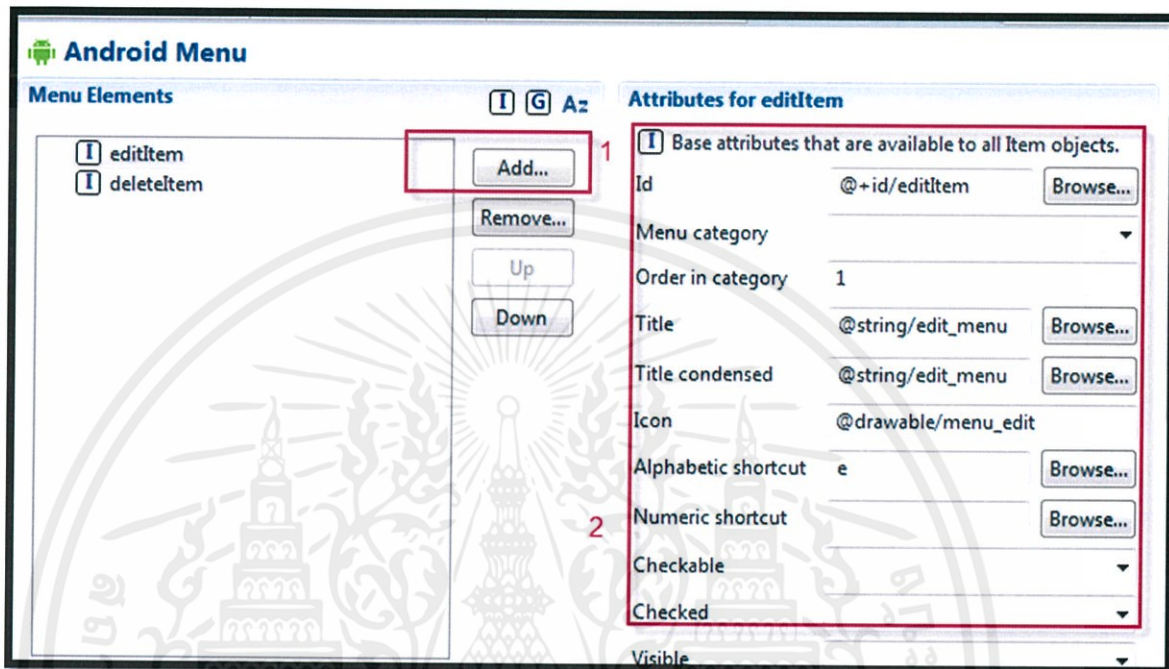 Android Menu
Menu Elements
I G Az
I editItem
I deleteItem
Add...
1
Remove...
Up
Down
Attributes for editItem
I Base attributes that are available to all Item objects.
Id @+id/editItem Browse...
Menu category
Order in category 1
Title @string/edit_menu Browse...
Title condensed @string/edit_menu Browse...
Icon @drawable/menu_edit
Alphabetic shortcut e Browse...
2
Numeric shortcut Browse...
Checkable
Checked
Visible